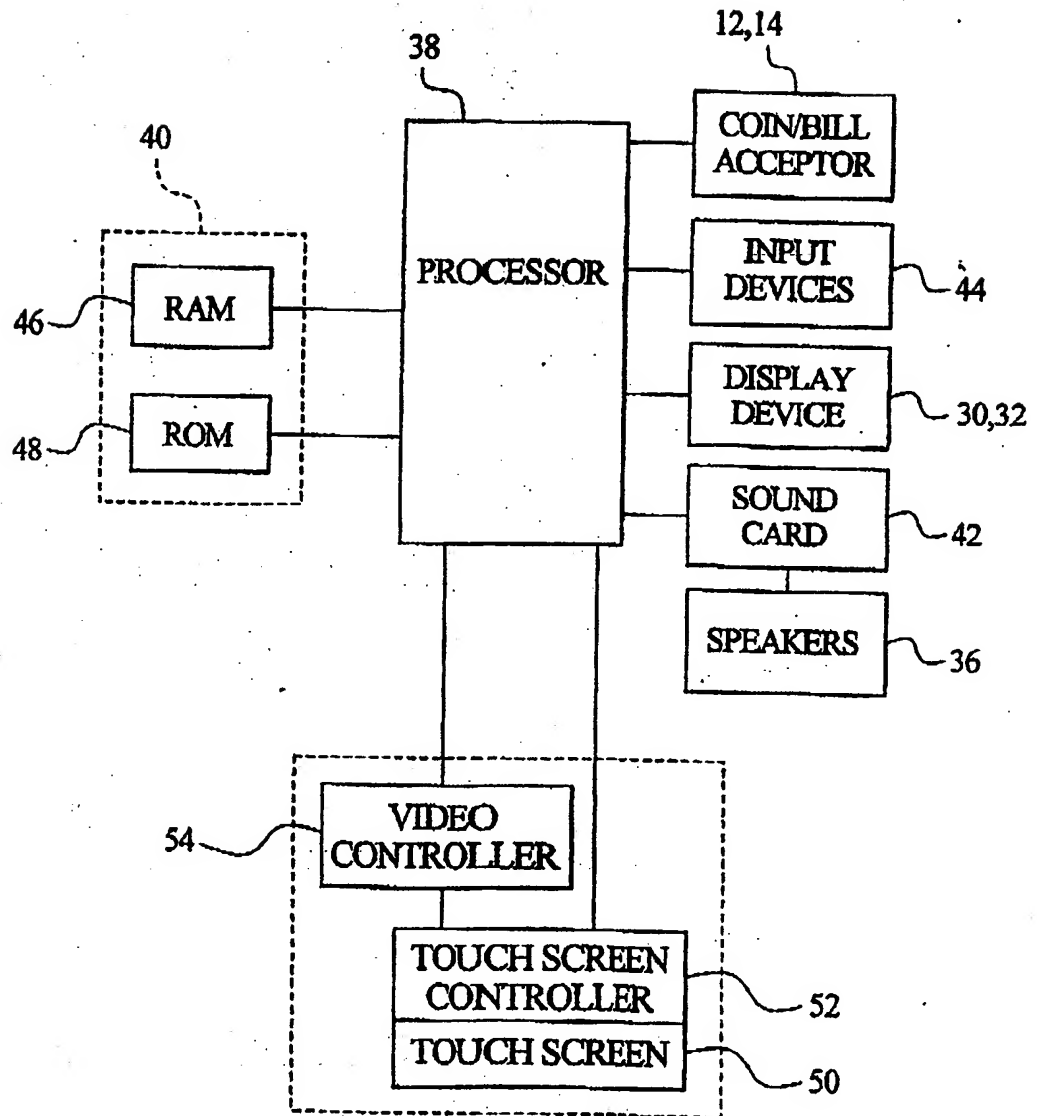 12,14
38
COIN/BILL
ACCEPTOR
40
PROCESSOR
INPUT
DEVICES
44
46
RAM
DISPLAY
DEVICE
30,32
48
ROM
SOUND
CARD
42
SPEAKERS
36
54
VIDEO
CONTROLLER
TOUCH SCREEN
CONTROLLER
52
TOUCH SCREEN
50